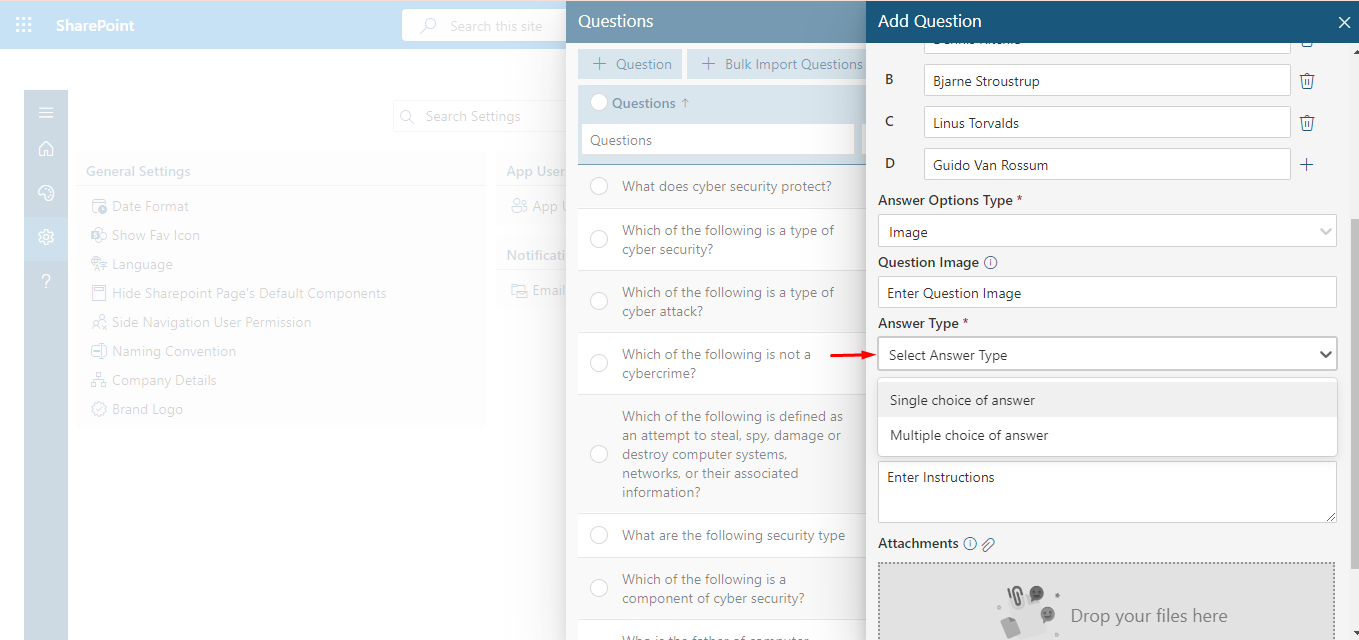 SharePoint
Search this site
Search Settings
General Settings
Date Format
Show Fav Icon
Language
Hide Sharepoint Page's Default Components
Side Navigation User Permission
Naming Convention
Company Details
Brand Logo
App User
App U
Notificati
Email
Questions
Question
Bulk Import Questions
Questions ↑
Questions
What does cyber security protect?
Which of the following is a type of
cyber security?
Which of the following is a type of
cyber attack?
Which of the following is not a
cybercrime?
Which of the following is defined as
an attempt to steal, spy, damage or
destroy computer systems,
networks, or their associated
information?
What are the following security type
Which of the following is a
component of cyber security?
Who is the father of computer
Add Question
B
Bjarne Stroustrup
C
Linus Torvalds
D
Guido Van Rossum
Answer Options Type *
Image
Question Image
Enter Question Image
Answer Type *
Select Answer Type
Single choice of answer
Multiple choice of answer
Enter Instructions
Attachments
Drop your files here